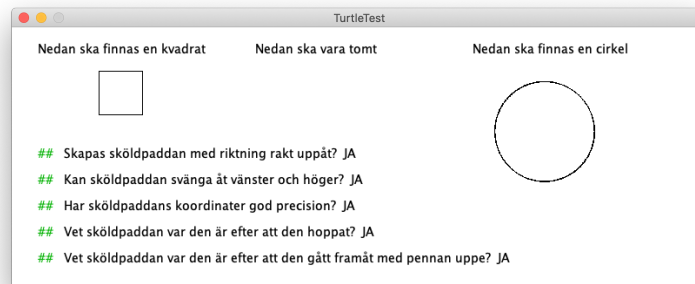 TurtleTest
Nedan ska finnas en kvadrat
Nedan ska vara tomt
Nedan ska finnas en cirkel
## Skapas sköldpaddan med riktning rakt uppåt? JA
## Kan sköldpaddan svänga åt vänster och höger? JA
## Har sköldpaddans koordinater god precision? JA
## Vet sköldpaddan var den är efter att den hoppat? JA
## Vet sköldpaddan var den är efter att den gått framåt med pennan uppe? JA